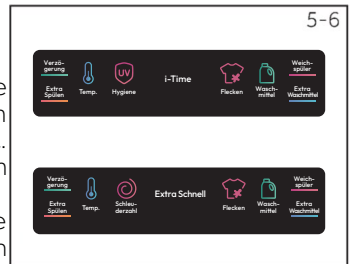 5-6
Verzö-
gerung
Extra
Spülen
Temp.
UV
Hygiene
i-Time
Flecken
Wasch-
mittel
Weich-
spüler
Extra
Waschmittel
Verzö-
gerung
Extra
Spülen
Temp.
Schleu-
derzahl
Extra Schnell
Flecken
Wasch-
mittel
Weich-
spüler
Extra
Waschmittel
e
n
..
n
e
n